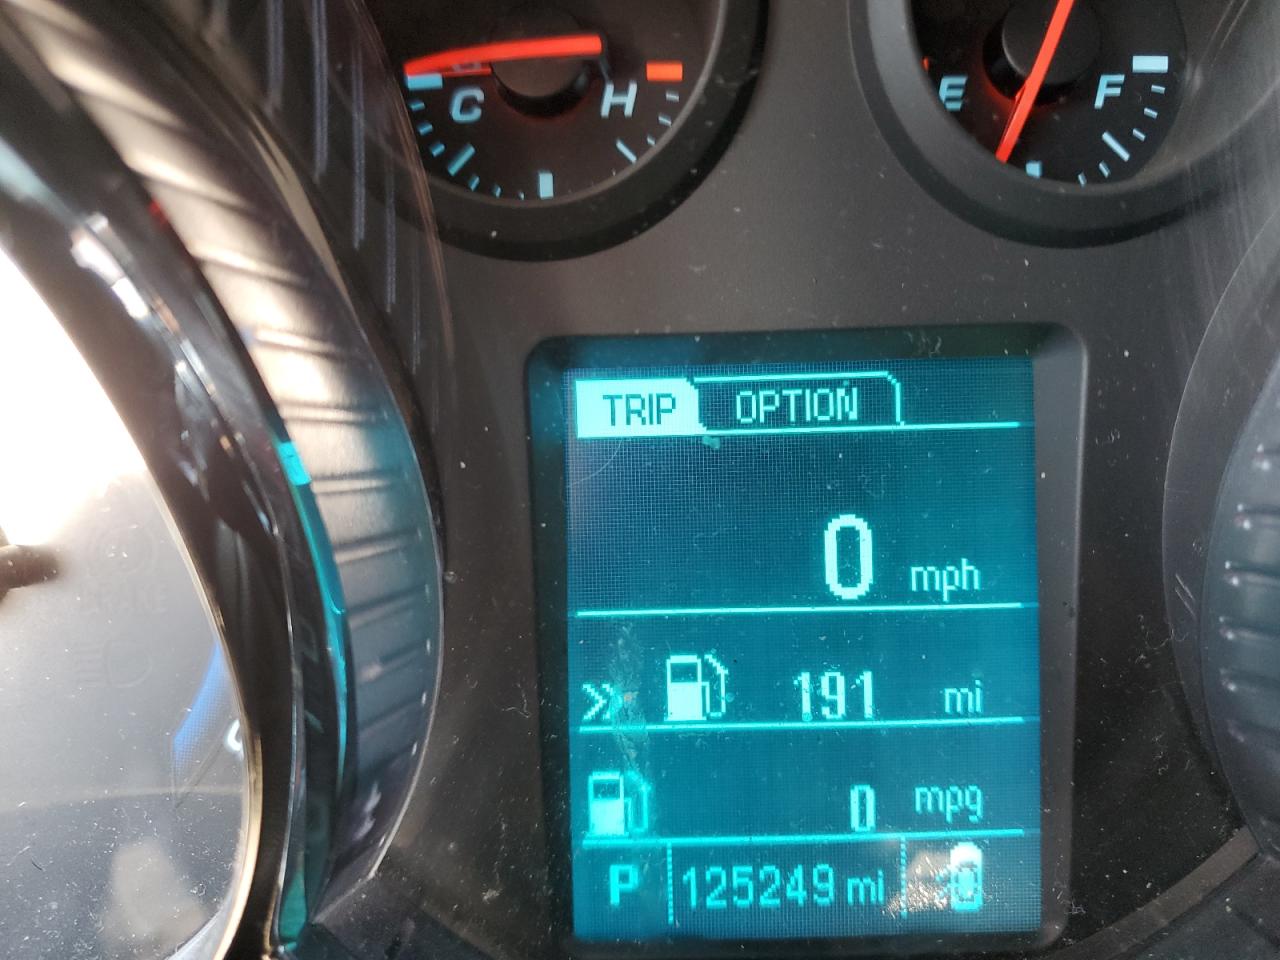 C H
E F
TRIP OPTION
0 mph
» 191 mi
0 mpg
P 125249 mi